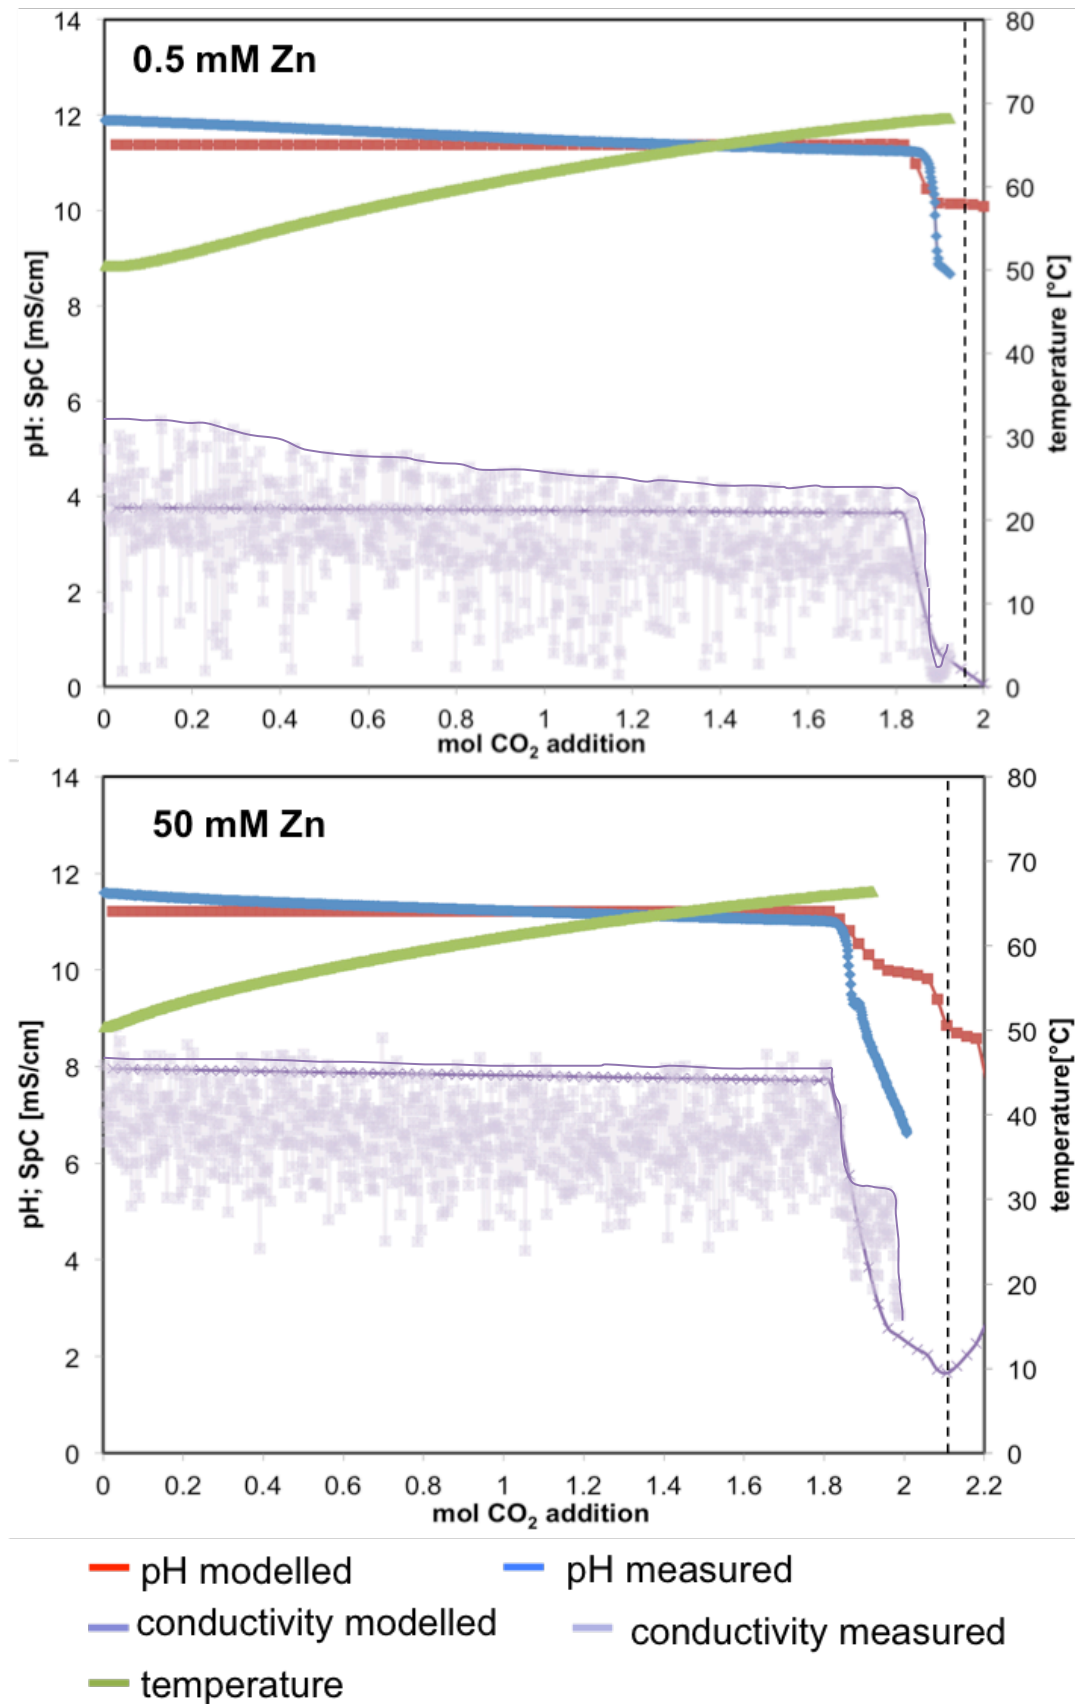 14
80
0.5 mM Zn
12
70
10
60
8
50
6
40
4
30
2
20
0
10
0
pH: SpC [mS/cm]
temperature [°C]
0 0.2 0.4 0.6 0.8 1 1.2 1.4 1.6 1.8 2
mol CO₂ addition
14
80
50 mM Zn
12
70
10
60
8
50
6
40
4
30
2
20
0
10
0
pH; SpC [mS/cm]
temperature[°C]
0 0.2 0.4 0.6 0.8 1 1.2 1.4 1.6 1.8 2 2.2
mol CO₂ addition
pH modelled pH measured
conductivity modelled conductivity measured
temperature